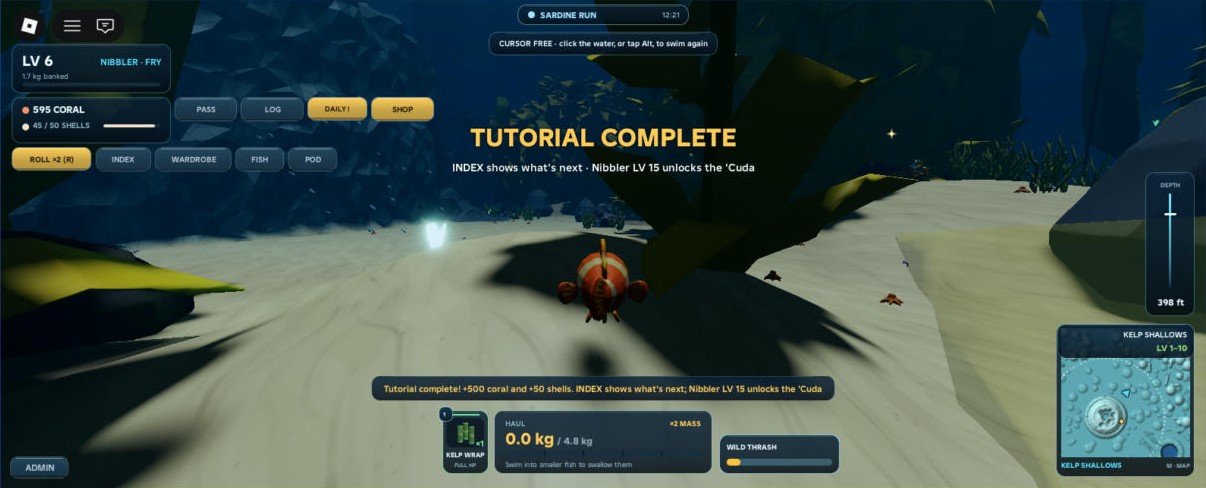 SARDINE RUN 12:21
CURSOR FREE · click the water, or tap Alt, to swim again
LV 6 NIBBLER · FRY
1.7 kg banked
595 CORAL
45 / 50 SHELLS
PASS LOG DAILY! SHOP
ROLL ×2 (R) INDEX WARDROBE FISH POD
TUTORIAL COMPLETE
INDEX shows what's next · Nibbler LV 15 unlocks the 'Cuda
DEPTH
398 ft
KELP SHALLOWS
LV 1–10
KELP SHALLOWS M · MAP
Tutorial complete! +500 coral and +50 shells. INDEX shows what's next; Nibbler LV 15 unlocks the 'Cuda
1
×1
KELP WRAP
FULL HP
HAUL ×2 MASS
0.0 kg / 4.8 kg
Swim into smaller fish to swallow them
WILD THRASH
ADMIN